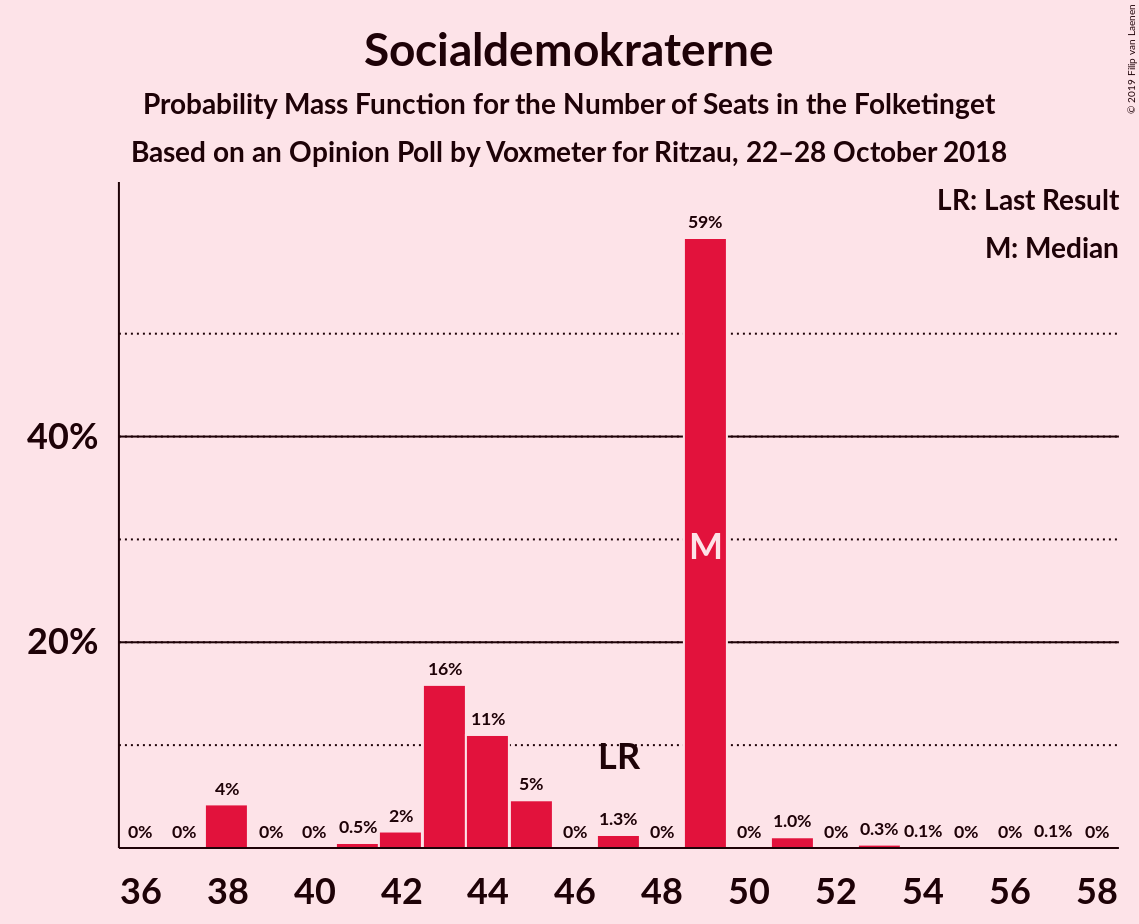 Socialdemokraterne
Probability Mass Function for the Number of Seats in the Folketinget
Based on an Opinion Poll by Voxmeter for Ritzau, 22–28 October 2018
© 2019 Filip van Laenen
LR: Last Result
M: Median
59%
40%
M
20%
16%
11%
LR
4%
5%
0% 0% 0% 0% 0.5% 2% 0% 1.3% 0% 0% 1.0% 0% 0.3% 0.1% 0% 0% 0.1% 0%
36 38 40 42 44 46 48 50 52 54 56 58